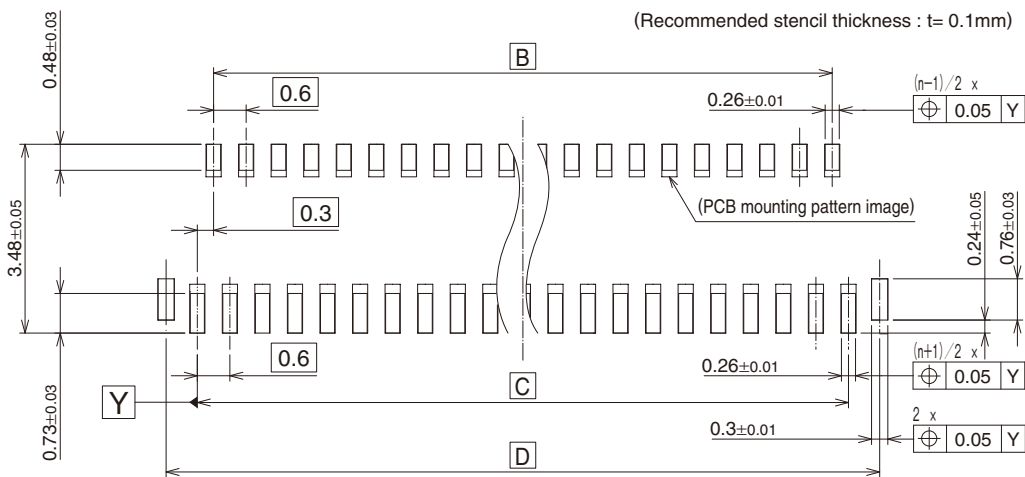 (Recommended stencil thickness : t= 0.1mm)
0.48±0.03
B
0.6
0.26±0.01
(n-1)/2 x
⌖ 0.05 Y
3.48±0.05
0.3
(PCB mounting pattern image)
0.24±0.05
0.76±0.03
0.6
0.26±0.01
(n+1)/2 x
⌖ 0.05 Y
Y
C
0.73±0.03
0.3±0.01
2 x
⌖ 0.05 Y
D